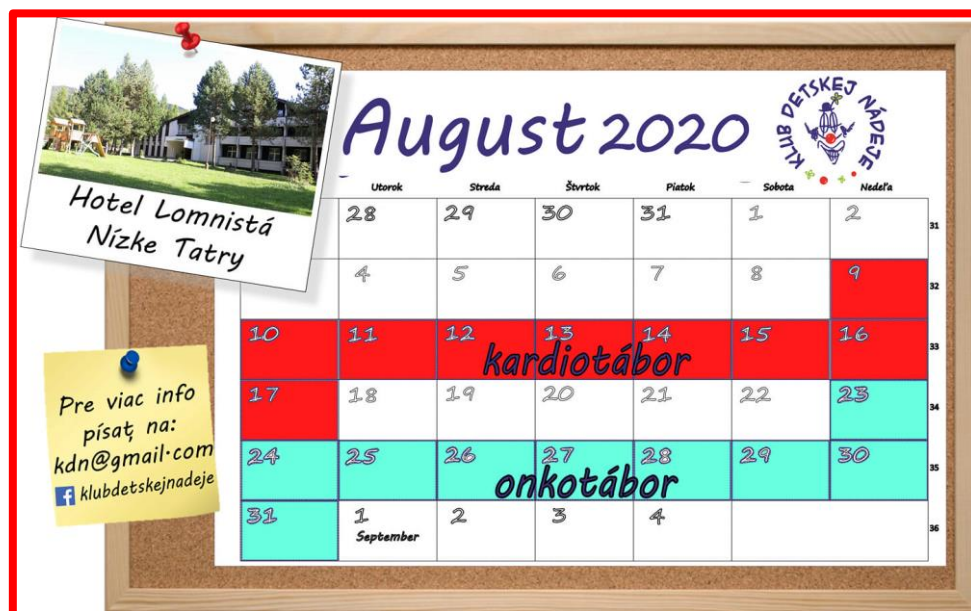 Hotel Lomnistá
Nízke Tatry
August 2020
KLUB DETSKEJ NÁDEJE
Utorok Streda Štvrtok Piatok Sobota Nedeľa
28 29 30 31 1 2 31
4 5 6 7 8 9 32
10 11 12 13 14 15 16 33
kardiotábor
17 18 19 20 21 22 23 34
24 25 26 27 28 29 30 35
onkotábor
31 1 2 3 4 36
September
Pre viac info
písať na:
kdn@gmail.com
f klubdetskejnadeje